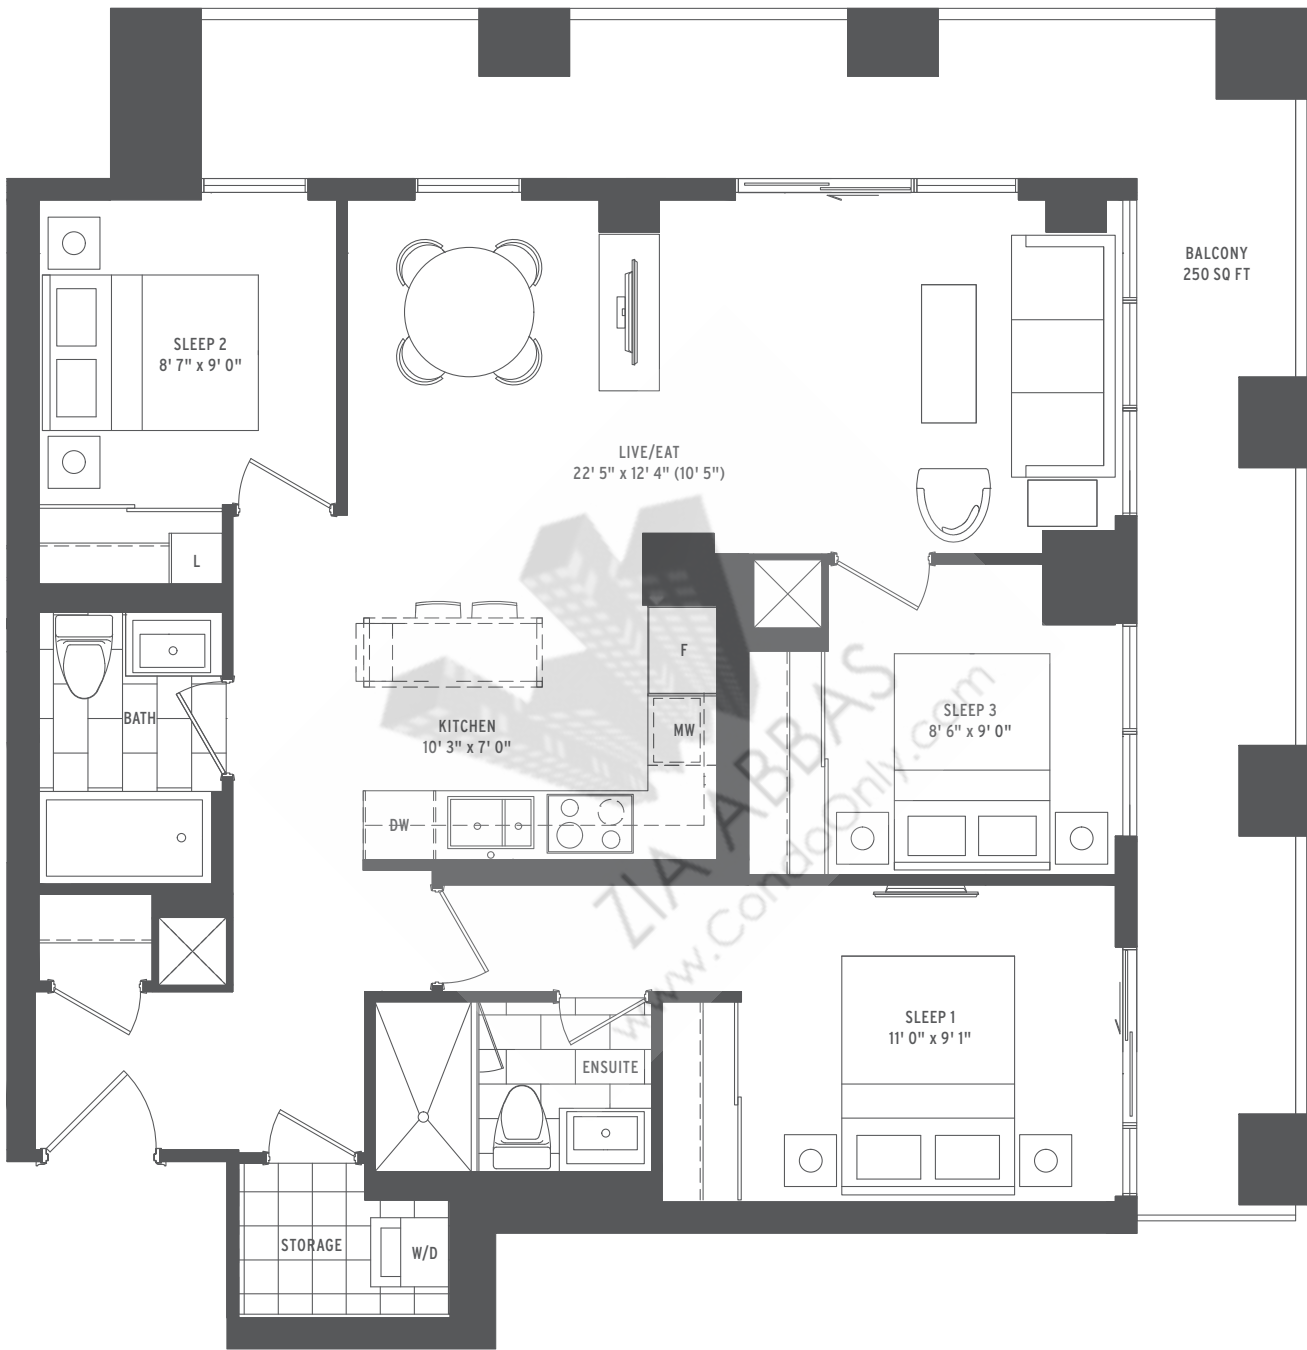 BALCONY
250 SQ FT
SLEEP 2
8' 7" x 9' 0"
LIVE/EAT
22' 5" x 12' 4" (10' 5")
L
F
BATH
KITCHEN
10' 3" x 7' 0"
MW
SLEEP 3
8' 6" x 9' 0"
DW
ZIA ABBAS
www.CondoOnly.com
SLEEP 1
11' 0" x 9' 1"
ENSUITE
STORAGE
W/D